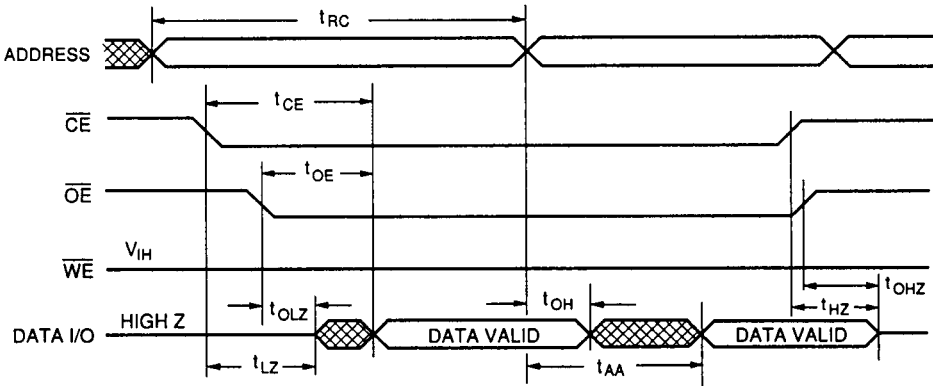 tRC
ADDRESS
tCE
CE
tOE
OE
VIH
WE
tOLZ
tOH
tOHZ
tHZ
DATA I/O
HIGH Z
DATA VALID
DATA VALID
tLZ
tAA